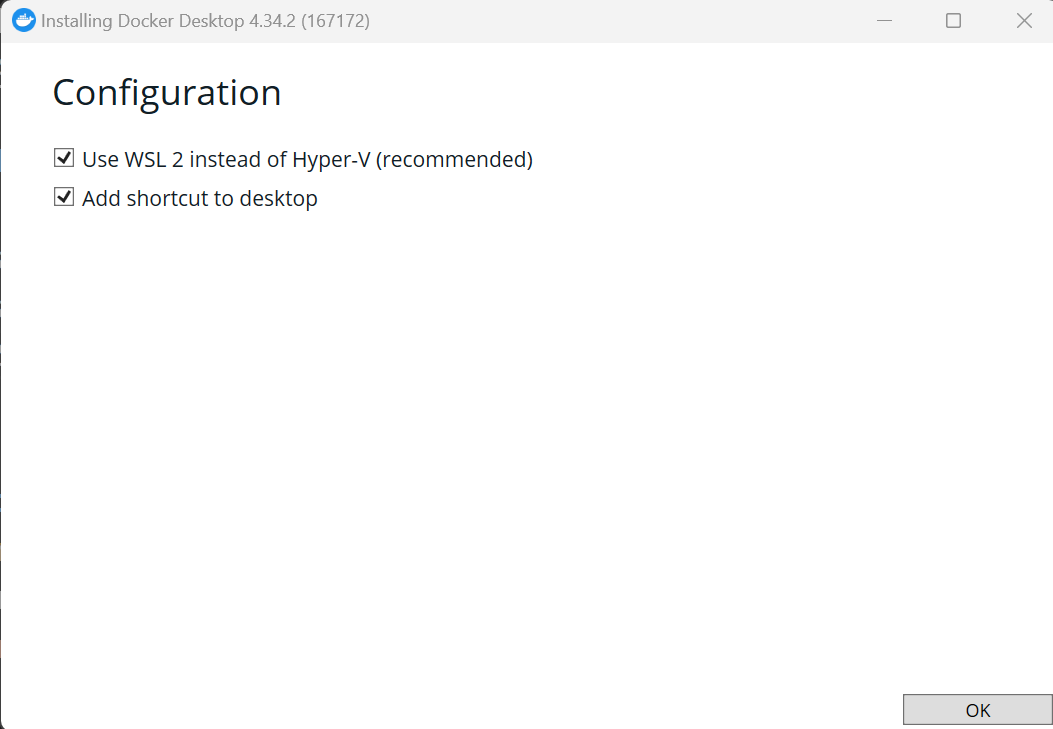 Installing Docker Desktop 4.34.2 (167172)
Configuration
Use WSL 2 instead of Hyper-V (recommended)
Add shortcut to desktop
OK